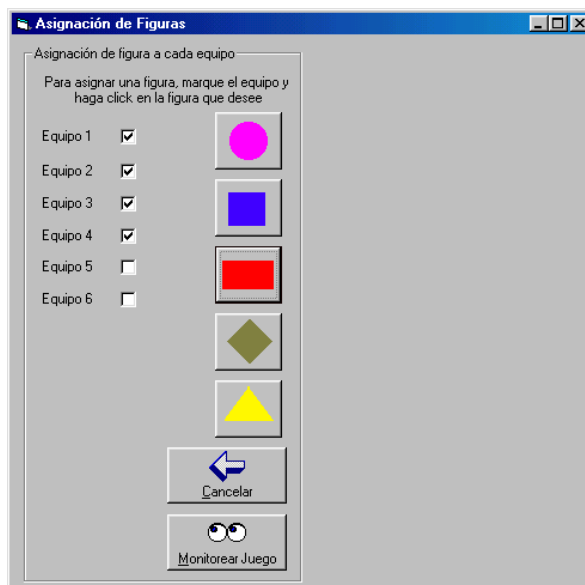 Asignación de Figuras
Asignación de figura a cada equipo
Para asignar una figura, marque el equipo y
haga click en la figura que desee
Equipo 1
Equipo 2
Equipo 3
Equipo 4
Equipo 5
Equipo 6
Cancelar
Monitorear Juego